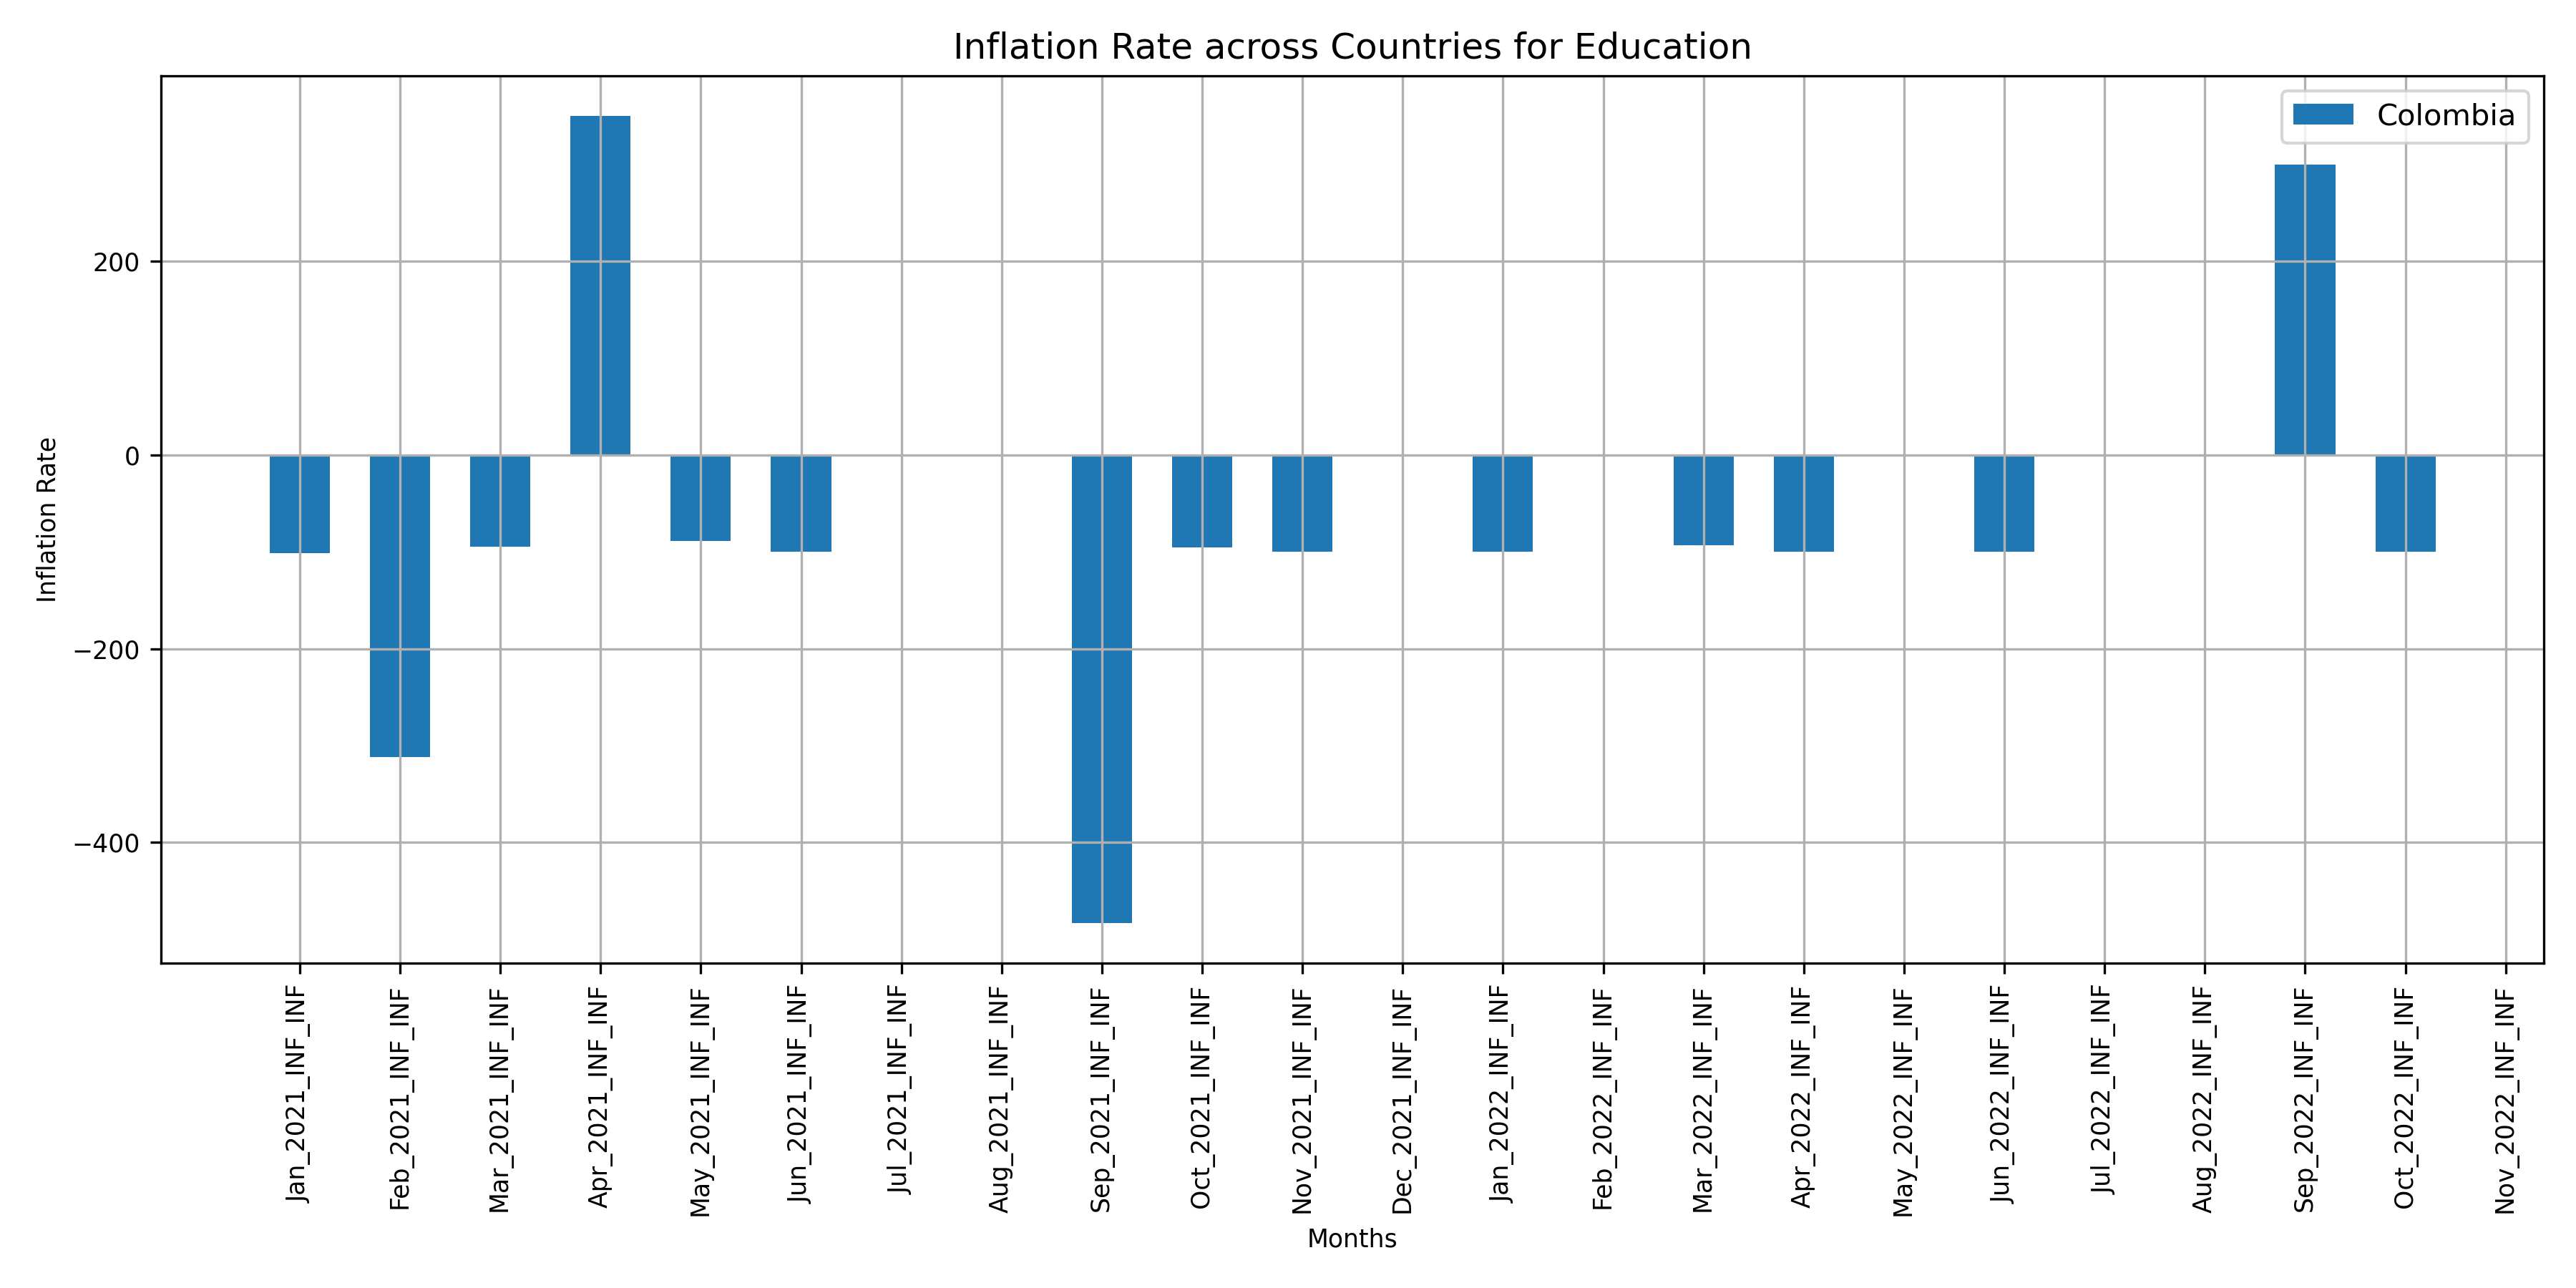 Inflation Rate across Countries for Education
Colombia
Inflation Rate
200
0
−200
−400
Jan_2021_INF_INF
Feb_2021_INF_INF
Mar_2021_INF_INF
Apr_2021_INF_INF
May_2021_INF_INF
Jun_2021_INF_INF
Jul_2021_INF_INF
Aug_2021_INF_INF
Sep_2021_INF_INF
Oct_2021_INF_INF
Nov_2021_INF_INF
Dec_2021_INF_INF
Jan_2022_INF_INF
Feb_2022_INF_INF
Mar_2022_INF_INF
Apr_2022_INF_INF
May_2022_INF_INF
Jun_2022_INF_INF
Jul_2022_INF_INF
Aug_2022_INF_INF
Sep_2022_INF_INF
Oct_2022_INF_INF
Nov_2022_INF_INF
Months